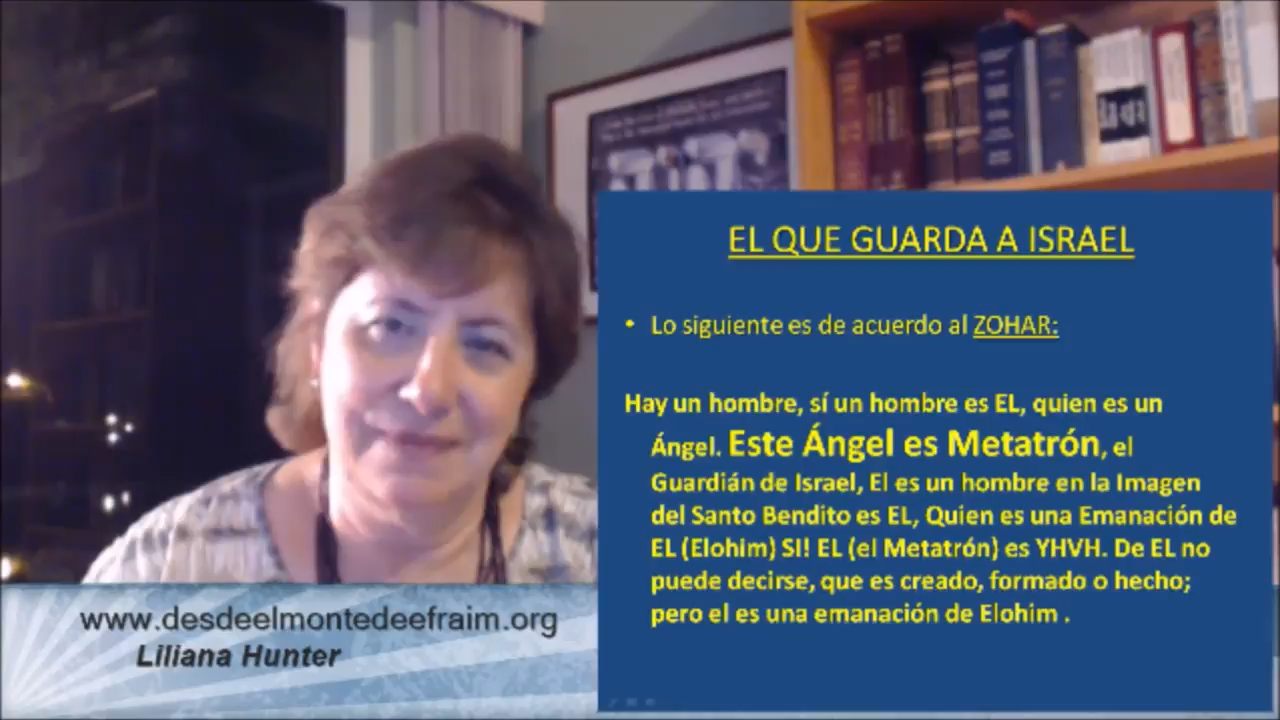 EL QUE GUARDA A ISRAEL
• Lo siguiente es de acuerdo al ZOHAR:
Hay un hombre, sí un hombre es EL, quien es un
Ángel. Este Ángel es Metatrón, el
Guardián de Israel, El es un hombre en la Imagen
del Santo Bendito es EL, Quien es una Emanación de
EL (Elohim) SI! EL (el Metatrón) es YHVH. De EL no
puede decirse, que es creado, formado o hecho;
pero el es una emanación de Elohim .
www.desdeelmontedeefraim.org
Liliana Hunter